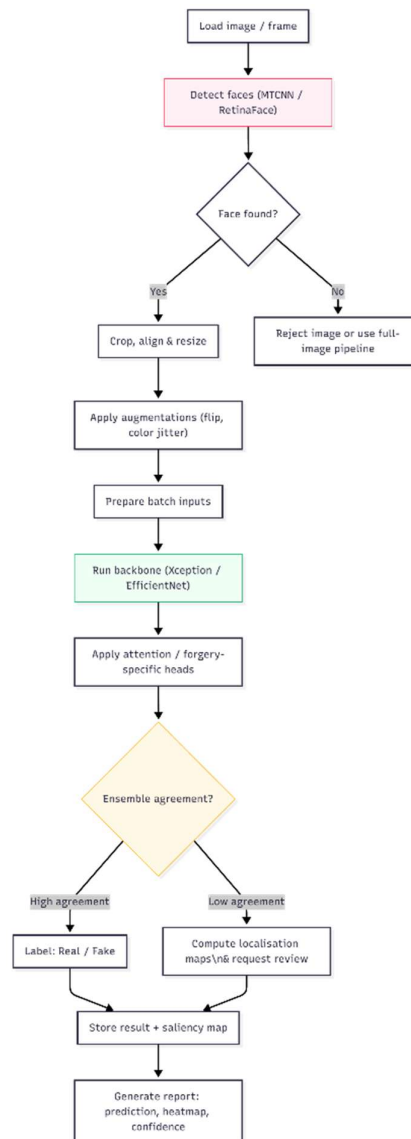 Load image / frame
Detect faces (MTCNN /
RetinaFace)
Face found?
Yes
No
Crop, align & resize
Reject image or use full-
image pipeline
Apply augmentations (flip,
color jitter)
Prepare batch inputs
Run backbone (Xception /
EfficientNet)
Apply attention / forgery-
specific heads
Ensemble agreement?
High agreement
Low agreement
Label: Real / Fake
Compute localisation
maps\n& request review
Store result + saliency map
Generate report:
prediction, heatmap,
confidence